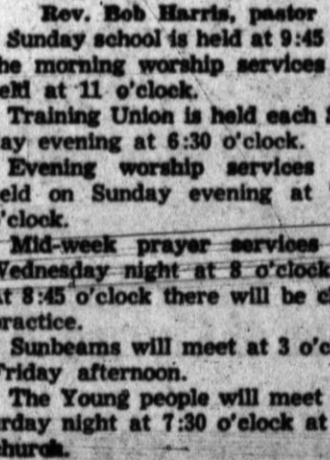 Rev. Bob Harris, pastor
Sunday school is held at 9:45
he morning worship services
eld at 11 o'clock.
Training Union is held each S
ay evening at 6:30 o'clock.
Evening worship services
eld on Sunday evening at
o'clock.
Mid-week prayer services
Wednesday night at 8 o'clock
At 8:45 o'clock there will be c
practice.
Sunbeams will meet at 3 o'c
Friday afternoon.
The Young people will meet
urday night at 7:30 o'clock at
church.